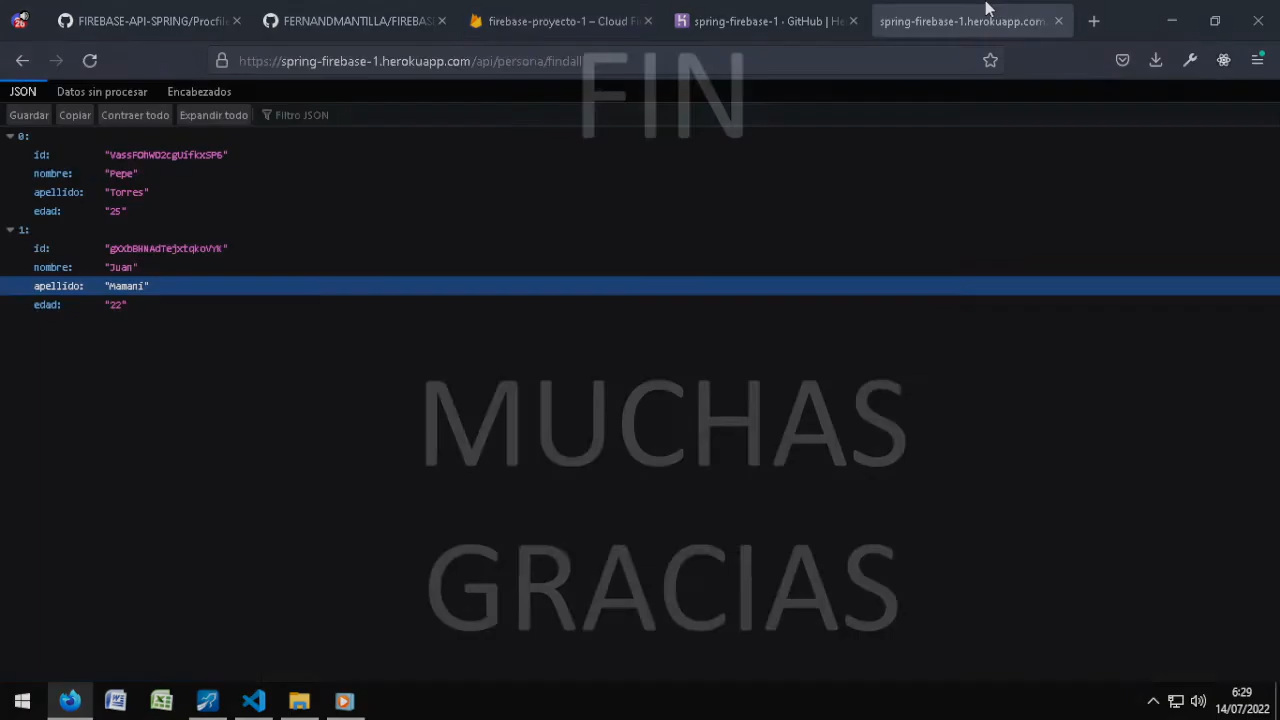 FIREBASE-API-SPRING/Procfile
FERNANDMANTILLA/FIREBAS
firebase-proyecto-1 – Cloud Fi
spring-firebase-1 · GitHub | He
spring-firebase-1.herokuapp.com
https://spring-firebase-1.herokuapp.com/api/persona/findall
FIN
JSON
Datos sin procesar
Encabezados
Guardar
Copiar
Contraer todo
Expandir todo
Filtro JSON
0:
id:
nombre: "Pepe"
apellido: "Torres"
edad: "25"
1:
id:
nombre: "Juan"
apellido: "Mamani"
edad: "22"
MUCHAS
GRACIAS
6:29
14/07/2022